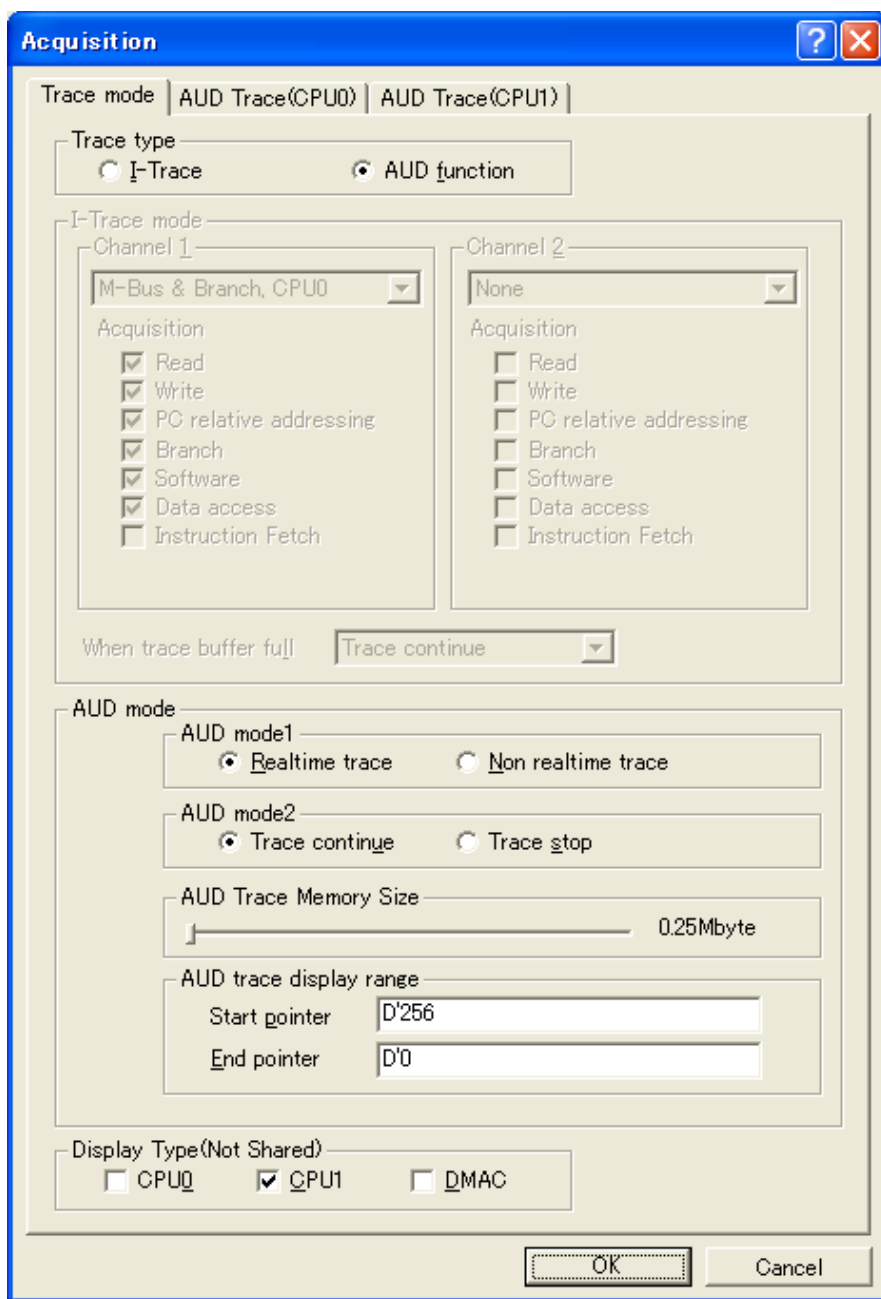 Acquisition
Trace mode AUD Trace(CPU0) AUD Trace(CPU1)
Trace type
I-Trace AUD function
I-Trace mode
Channel 1 Channel 2
M-Bus & Branch, CPU0 None
Acquisition Acquisition
Read Read
Write Write
PC relative addressing PC relative addressing
Branch Branch
Software Software
Data access Data access
Instruction Fetch Instruction Fetch
When trace buffer full Trace continue
AUD mode
AUD mode1
Realtime trace Non realtime trace
AUD mode2
Trace continue Trace stop
AUD Trace Memory Size
0.25Mbyte
AUD trace display range
Start pointer D'256
End pointer D'0
Display Type(Not Shared)
CPU0 CPU1 DMAC
OK Cancel